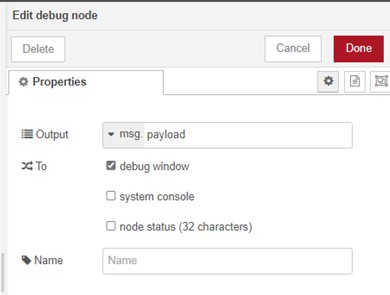 Edit debug node
Delete Cancel Done
Properties
Output msg. payload
To debug window
system console
node status (32 characters)
Name Name